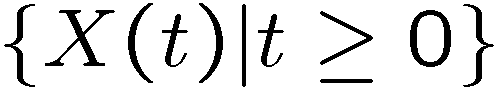 {X(t)|t ≥ 0}